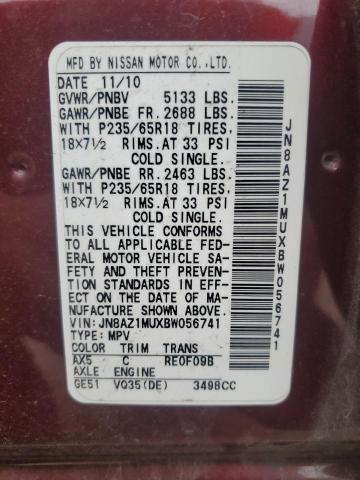 MFD BY NISSAN MOTOR CO.,LTD.
DATE 11/10
GVWR/PNBV 5133 LBS.
GAWR/PNBE FR. 2688 LBS.
WITH P235/65R18 TIRES,
18X7½ RIMS, AT 33 PSI
COLD SINGLE.
GAWR/PNBE RR. 2463 LBS.
WITH P235/65R18 TIRES,
18X7½ RIMS, AT 33 PSI
COLD SINGLE.
THIS VEHICLE CONFORMS
TO ALL APPLICABLE FED-
ERAL MOTOR VEHICLE SA-
FETY AND THEFT PREV-
ENTION STANDARDS IN EFF-
ECT ON THE DATE OF MA-
NUFACTURE SHOWN ABOVE.
VIN:JN8AZ1MUXBW056741
TYPE: MPV
COLOR TRIM TRANS
AX5 C RE0F09B
AXLE ENGINE
GE51 VQ35(DE) 3498CC
JN8AZ1MUXBW056741